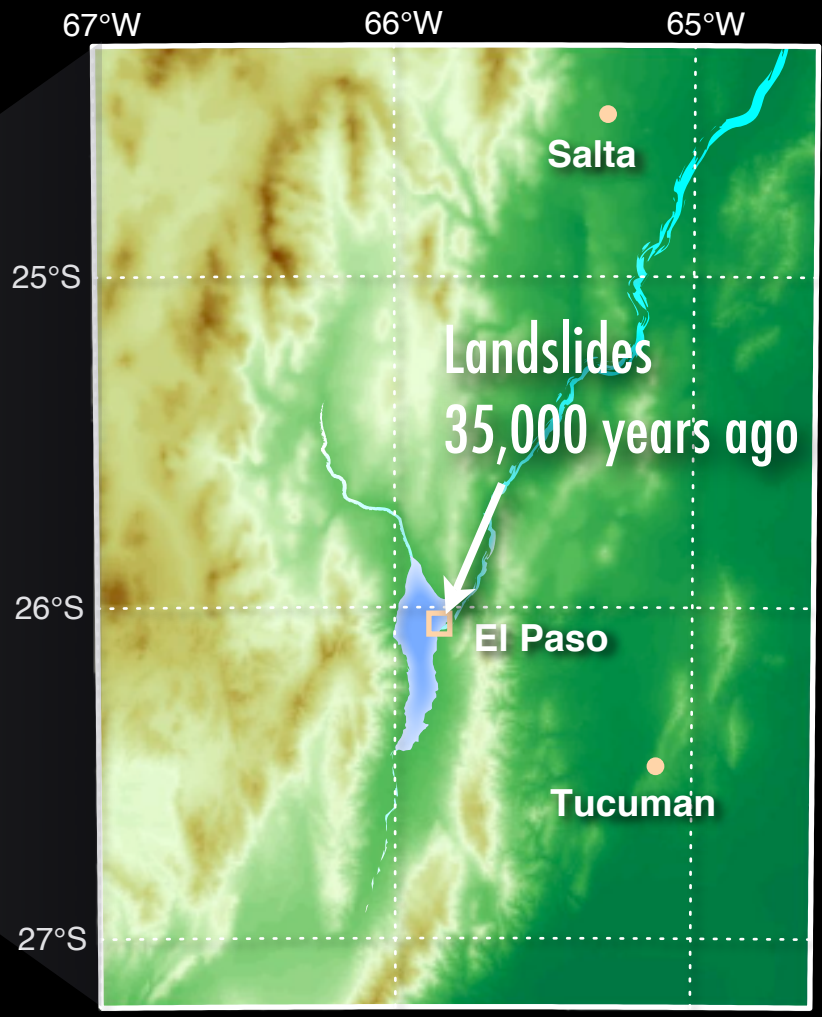 67°W
66°W
65°W
Salta
25°S
Landslides
35,000 years ago
26°S
El Paso
Tucuman
27°S